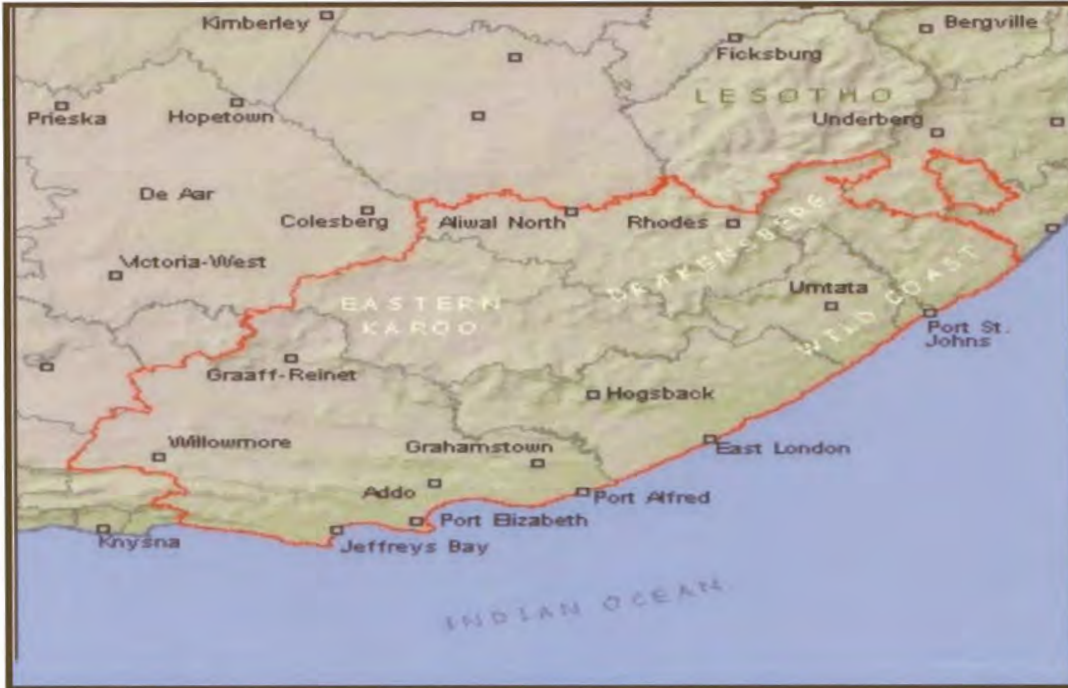 Kimberley
Bergville
Ficksburg
LESOTHO
Prieska
Hopetown
Underberg
De Aar
Colesberg
Aliwal North
Rhodes
DRAKENSBERG
Victoria-West
EASTERN
KAROO
Umtata
WILD COAST
Port St.
Johns
Graaff-Reinet
Hogsback
Willowmore
Grahamstown
East London
Addo
Port Alfred
Port Elizabeth
Knysna
Jeffreys Bay
INDIAN OCEAN